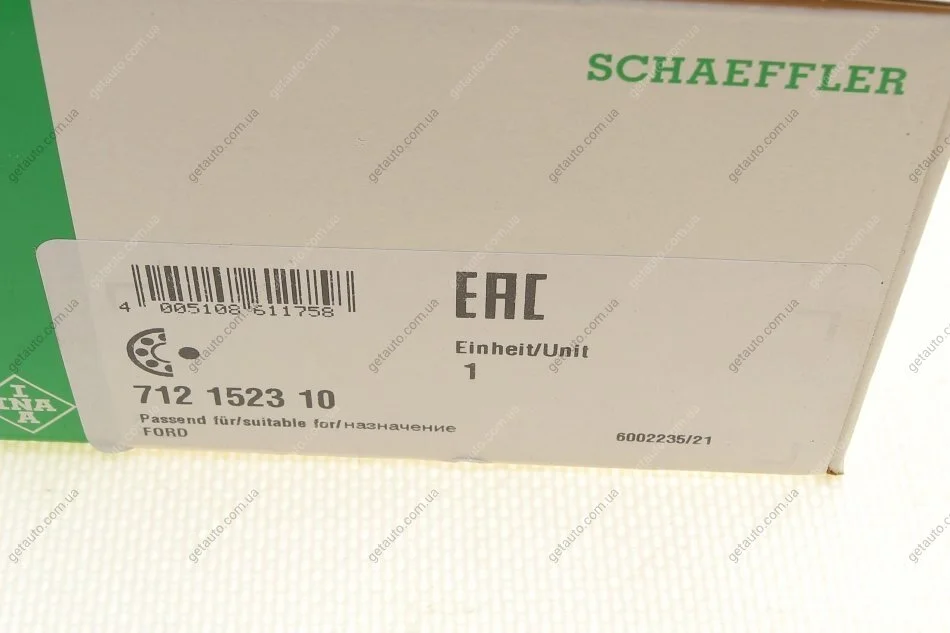 SCHAEFFLER
4 005108 611758
EAC
Einheit/Unit
1
712 1523 10
Passend für/suitable for/назначение
FORD
6002235/21
INA
I
A
getauto.com.ua